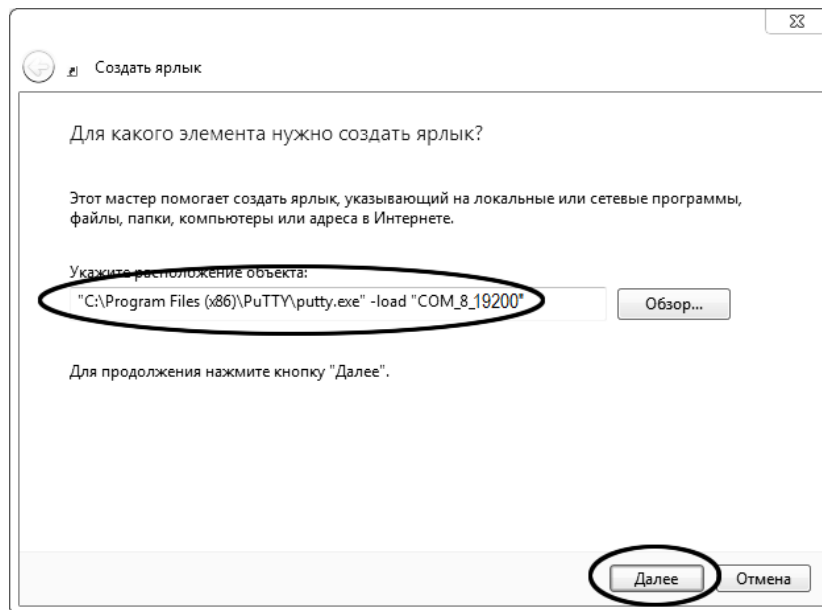 Создать ярлык
Для какого элемента нужно создать ярлык?
Этот мастер помогает создать ярлык, указывающий на локальные или сетевые программы,
файлы, папки, компьютеры или адреса в Интернете.
Укажите расположение объекта:
"C:\Program Files (x86)\PuTTY\putty.exe" -load "COM_8_19200"
Обзор...
Для продолжения нажмите кнопку "Далее".
Далее
Отмена